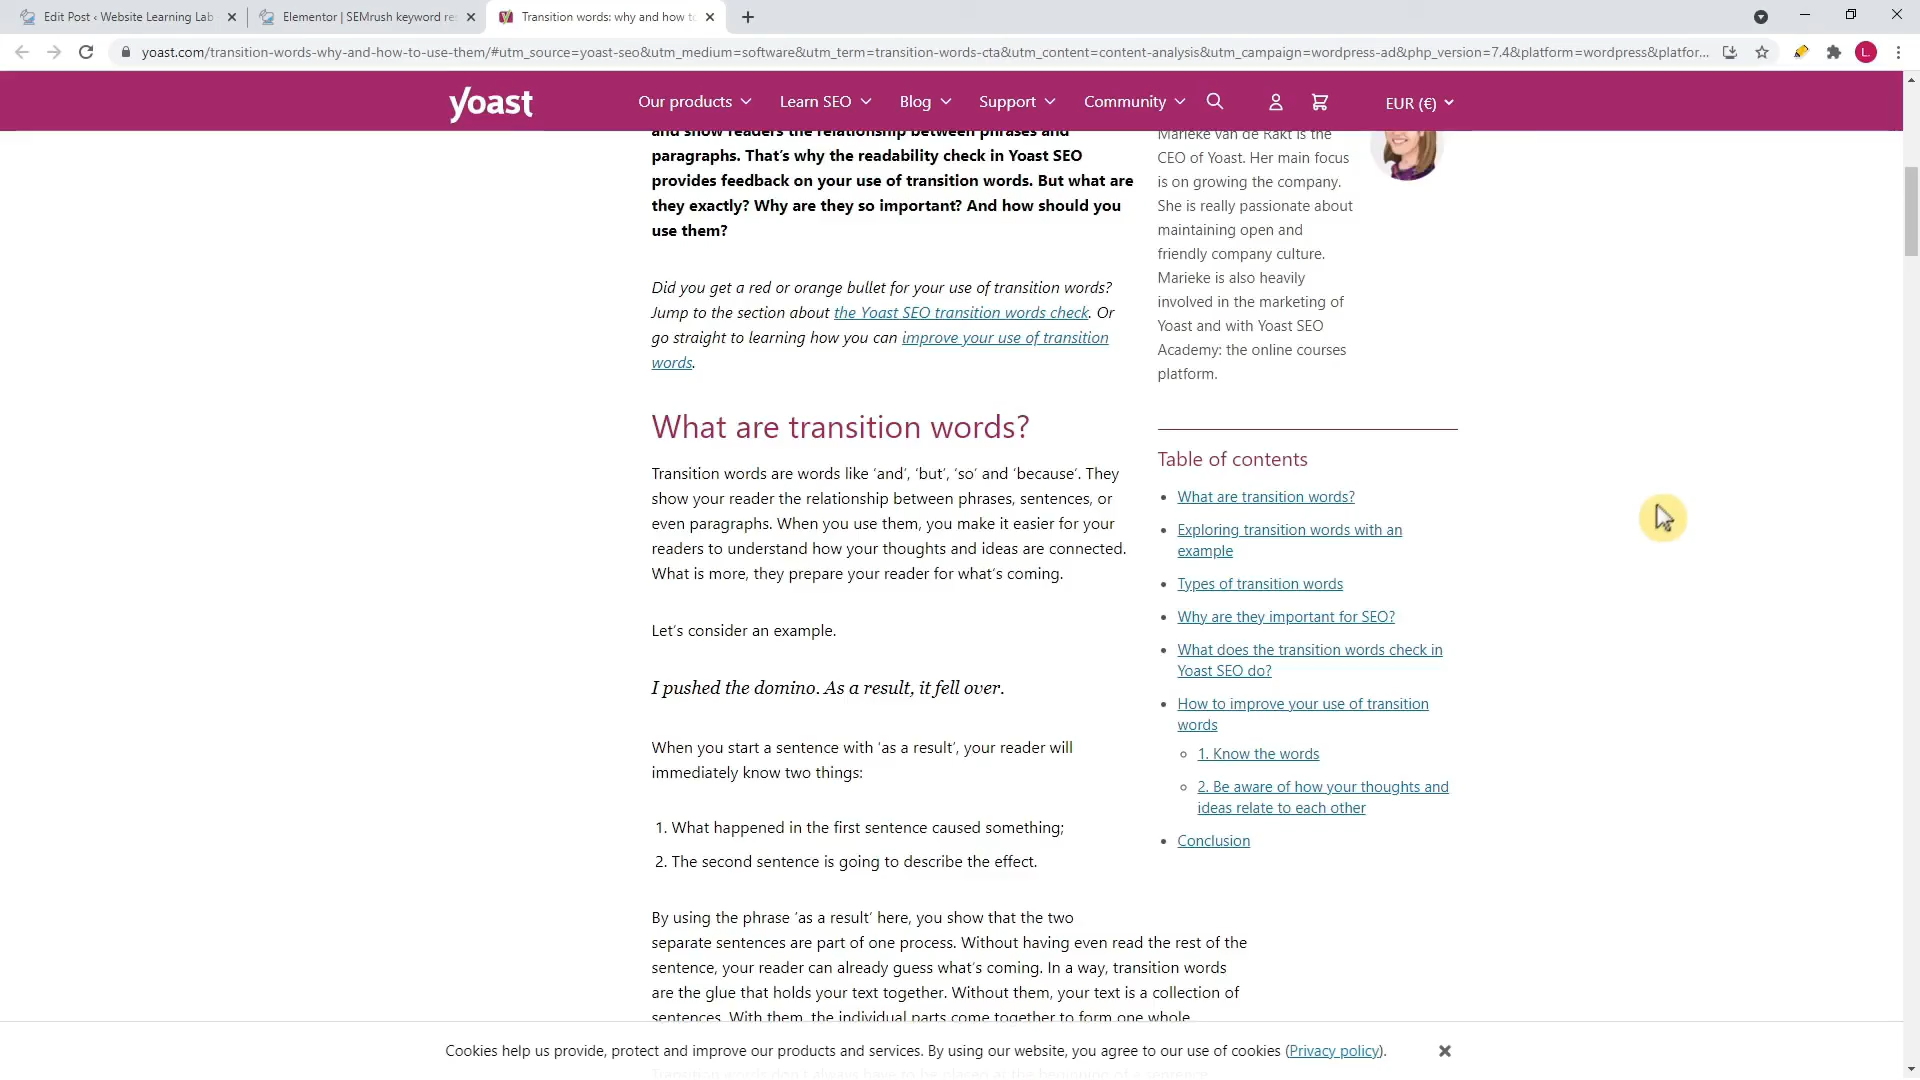 Edit Post ‹ Website Learning Lab
Elementor | SEMrush keyword re
Transition words: why and how to
yoast.com/transition-words-why-and-how-to-use-them/#utm_source=yoast-seo&utm_medium=software&utm_term=transition-words-cta&utm_content=content-analysis&utm_campaign=wordpress-ad&php_version=7.4&platform=wordpress&platfor...
L
yoast
Our products
Learn SEO
Blog
Support
Community
EUR (€)
and show readers the relationship between phrases and
paragraphs. That’s why the readability check in Yoast SEO
provides feedback on your use of transition words. But what are
they exactly? Why are they so important? And how should you
use them?
Did you get a red or orange bullet for your use of transition words?
Jump to the section about the Yoast SEO transition words check. Or
go straight to learning how you can improve your use of transition
words.
What are transition words?
Transition words are words like ‘and’, ‘but’, ‘so’ and ‘because’. They
show your reader the relationship between phrases, sentences, or
even paragraphs. When you use them, you make it easier for your
readers to understand how your thoughts and ideas are connected.
What is more, they prepare your reader for what’s coming.
Let’s consider an example.
I pushed the domino. As a result, it fell over.
When you start a sentence with ‘as a result’, your reader will
immediately know two things:
1. What happened in the first sentence caused something;
2. The second sentence is going to describe the effect.
By using the phrase ‘as a result’ here, you show that the two
separate sentences are part of one process. Without having even read the rest of the
sentence, your reader can already guess what’s coming. In a way, transition words
are the glue that holds your text together. Without them, your text is a collection of
sentences. With them, the individual parts come together to form one whole.
Marieke van de Rakt is the
CEO of Yoast. Her main focus
is on growing the company.
She is really passionate about
maintaining open and
friendly company culture.
Marieke is also heavily
involved in the marketing of
Yoast and with Yoast SEO
Academy: the online courses
platform.
Table of contents
• What are transition words?
• Exploring transition words with an
example
• Types of transition words
• Why are they important for SEO?
• What does the transition words check in
Yoast SEO do?
• How to improve your use of transition
words
◦ 1. Know the words
◦ 2. Be aware of how your thoughts and
ideas relate to each other
• Conclusion
Cookies help us provide, protect and improve our products and services. By using our website, you agree to our use of cookies (Privacy policy).
Transition words don’t always have to be placed at the beginning of a sentence.